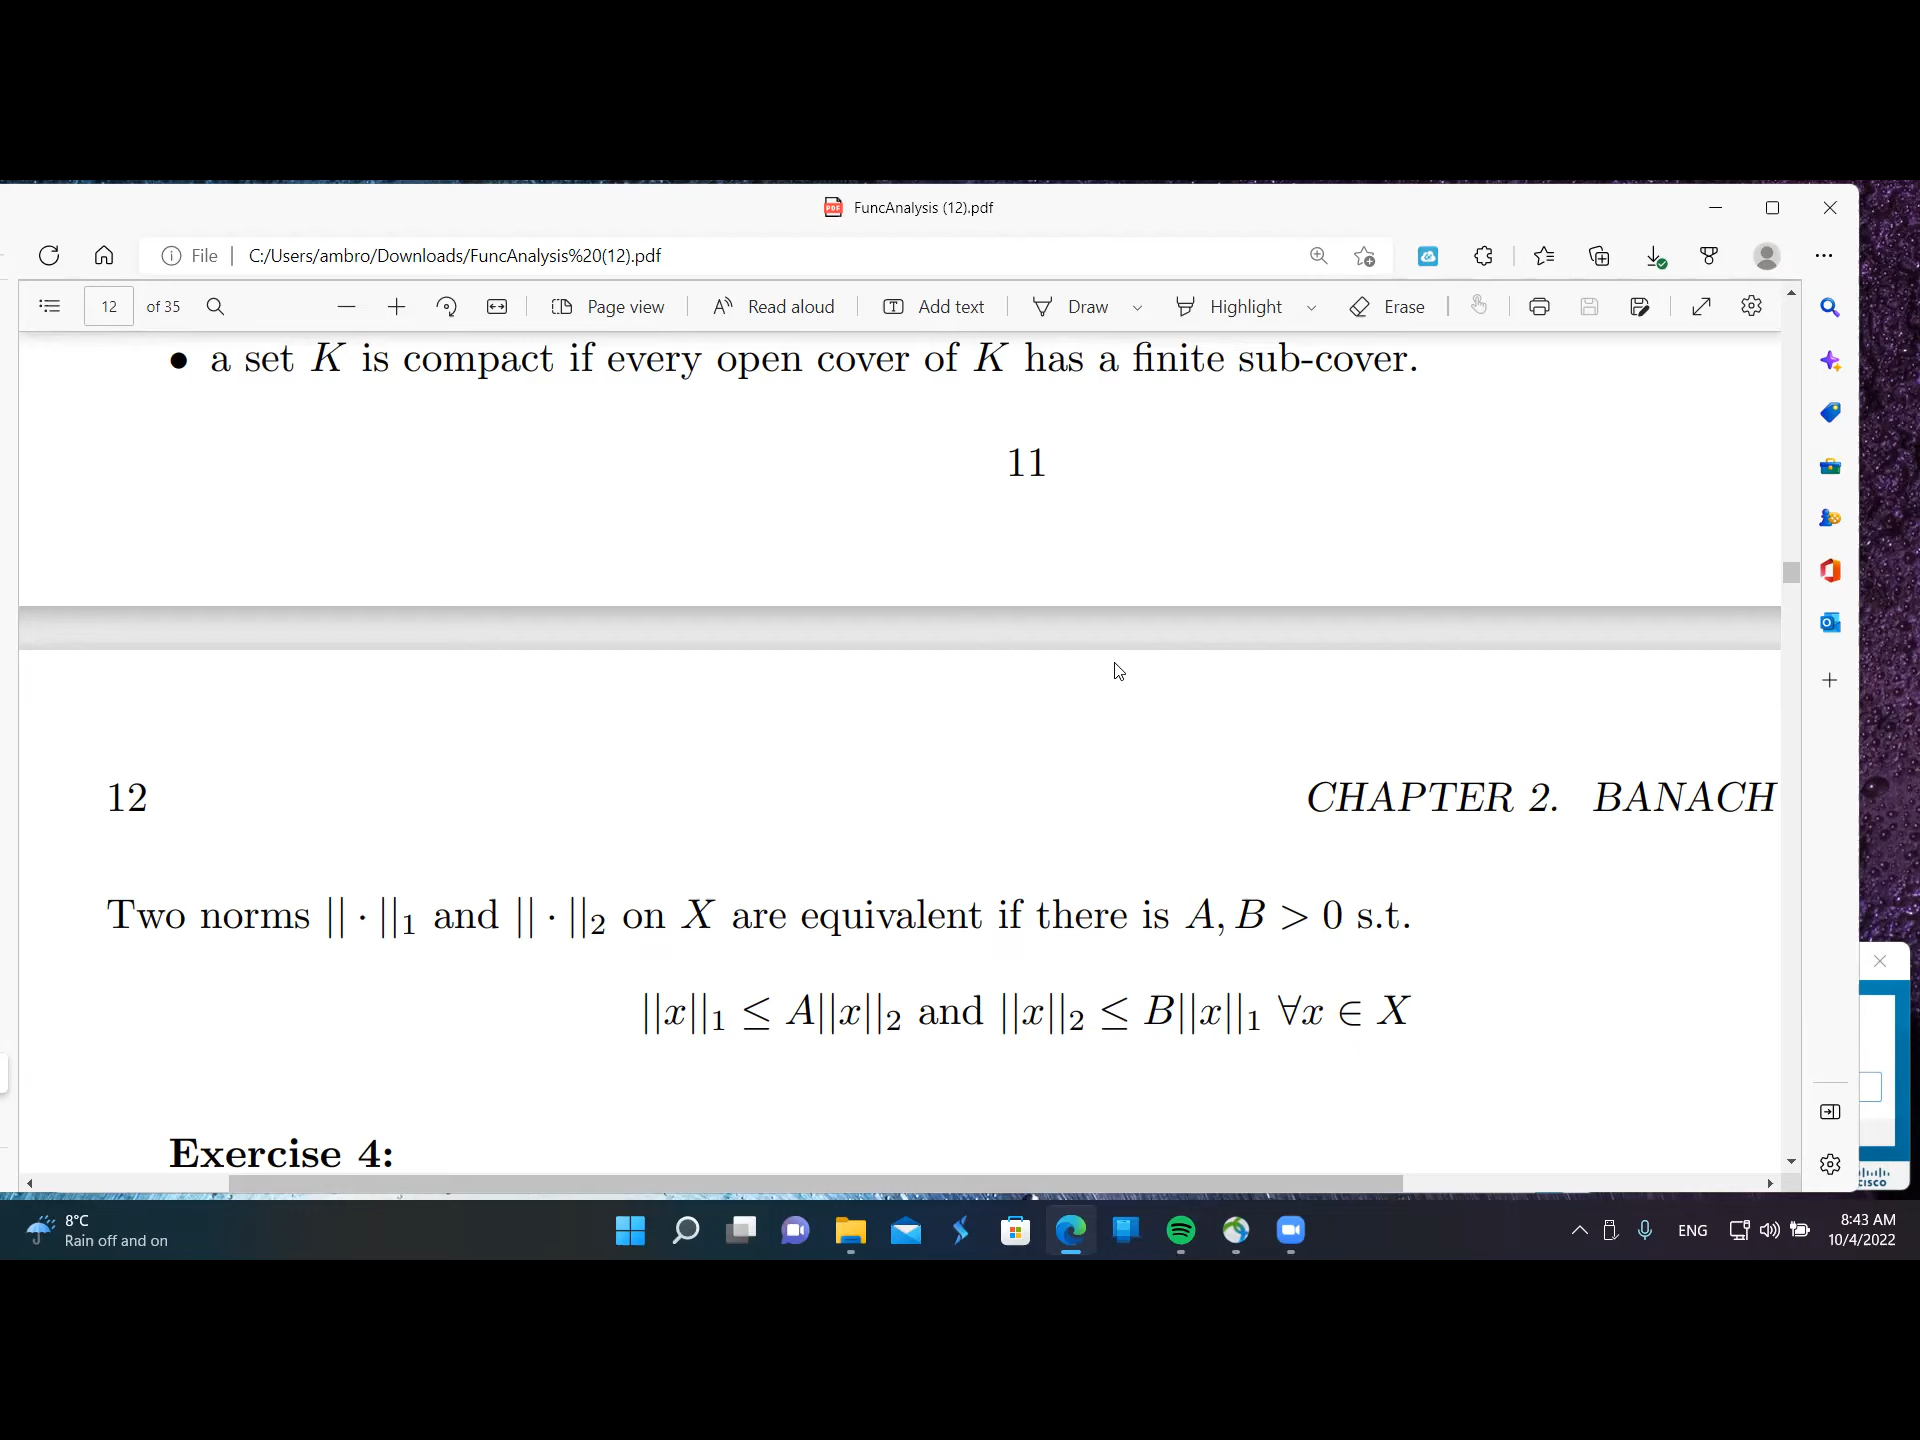 FuncAnalysis (12).pdf
File C:/Users/ambro/Downloads/FuncAnalysis%20(12).pdf
12 of 35 Page view Read aloud Add text Draw Highlight Erase
• a set K is compact if every open cover of K has a finite sub-cover.
11
12 CHAPTER 2. BANACH
Two norms || · ||₁ and || · ||₂ on X are equivalent if there is A, B > 0 s.t.
||x||₁ ≤ A||x||₂ and ||x||₂ ≤ B||x||₁ ∀x ∈ X
Exercise 4:
CISCO
8°C
Rain off and on
ENG
8:43 AM
10/4/2022